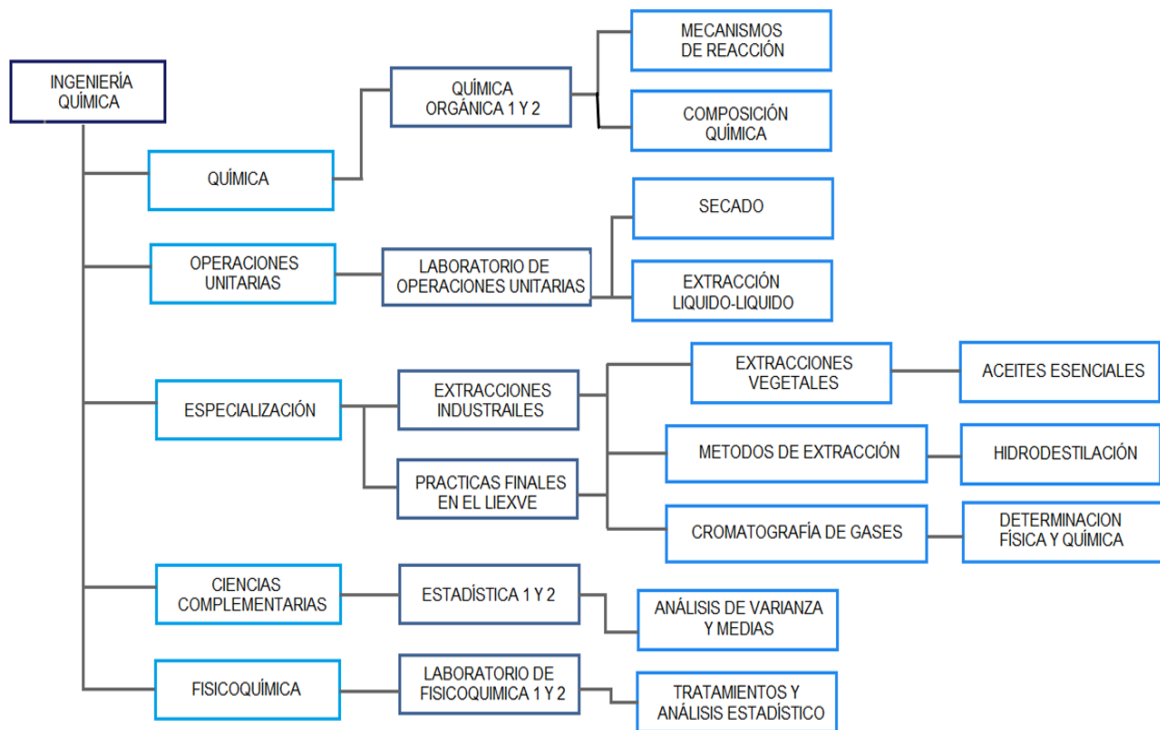 INGENIERÍA
QUÍMICA
QUÍMICA
QUÍMICA
ORGÁNICA 1 Y 2
MECANISMOS
DE REACCIÓN
COMPOSICIÓN
QUÍMICA
OPERACIONES
UNITARIAS
LABORATORIO DE
OPERACIONES UNITARIAS
SECADO
EXTRACCIÓN
LIQUIDO-LIQUIDO
ESPECIALIZACIÓN
EXTRACCIONES
INDUSTRAILES
PRACTICAS FINALES
EN EL LIEXVE
EXTRACCIONES
VEGETALES
ACEITES ESENCIALES
METODOS DE EXTRACCIÓN
HIDRODESTILACIÓN
CROMATOGRAFÍA DE GASES
DETERMINACION
FÍSICA Y QUÍMICA
CIENCIAS
COMPLEMENTARIAS
ESTADÍSTICA 1 Y 2
ANÁLISIS DE VARIANZA
Y MEDIAS
FISICOQUÍMICA
LABORATORIO DE
FISICOQUIMICA 1 Y 2
TRATAMIENTOS Y
ANÁLISIS ESTADÍSTICO